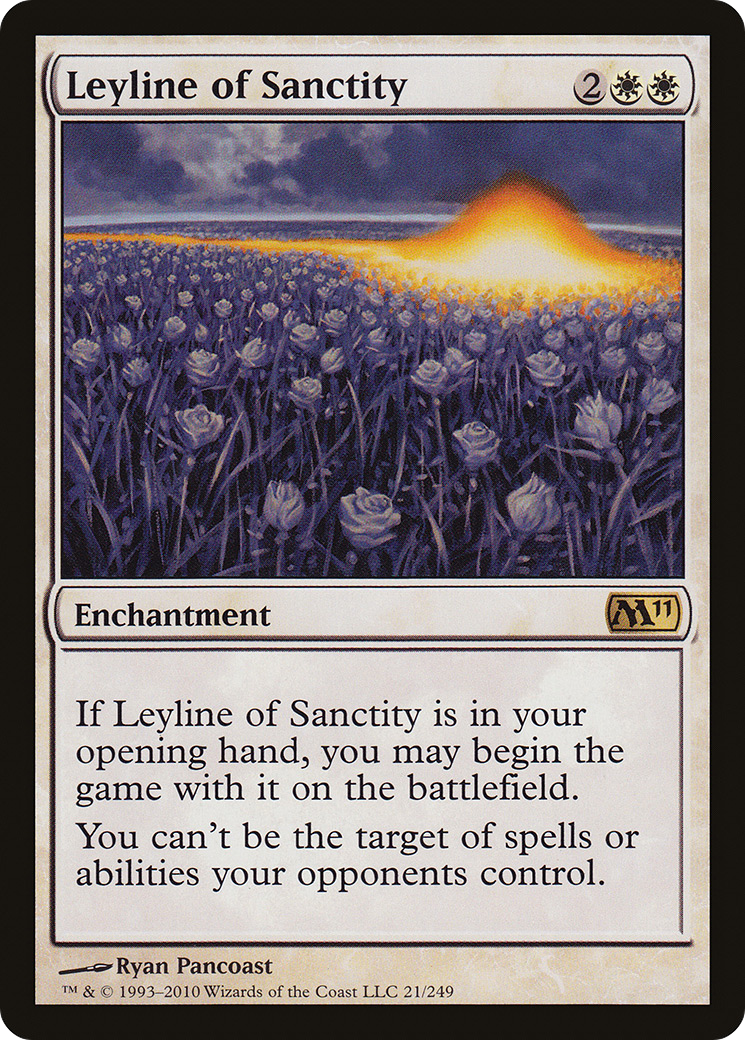 Leyline of Sanctity 2
Enchantment M11
If Leyline of Sanctity is in your
opening hand, you may begin the
game with it on the battlefield.
You can't be the target of spells or
abilities your opponents control.
Ryan Pancoast
™ & © 1993–2010 Wizards of the Coast LLC 21/249